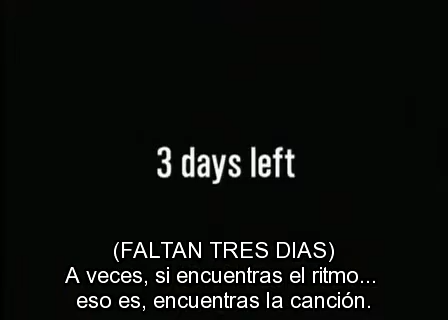 3 days left
(FALTAN TRES DIAS)
A veces, si encuentras el ritmo...
eso es, encuentras la canción.